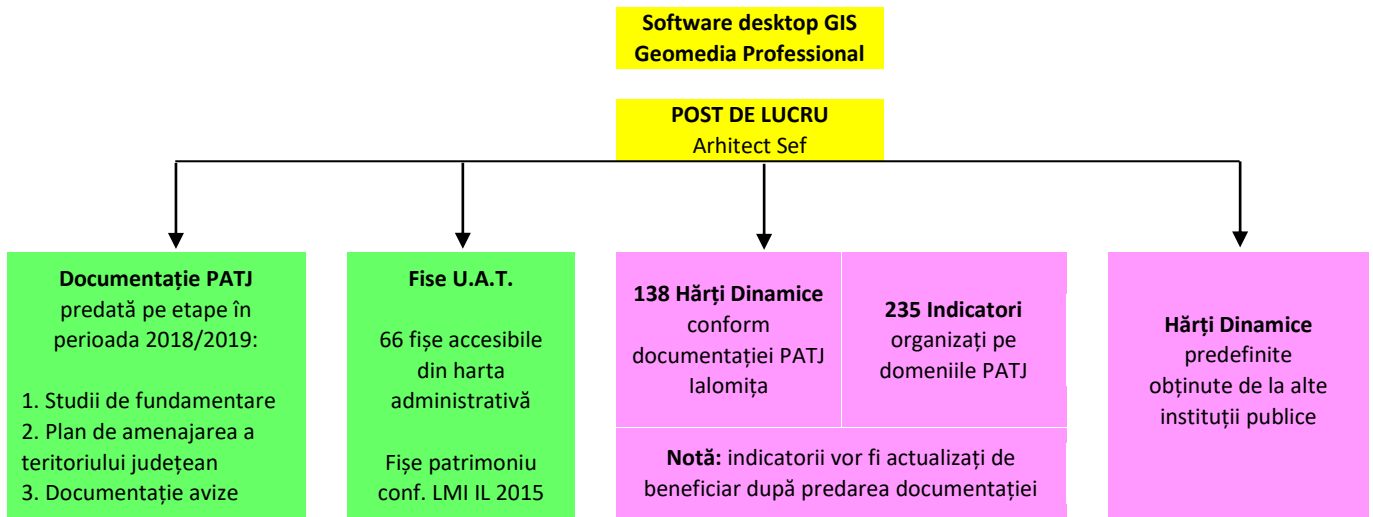 Software desktop GIS
Geomedia Professional
POST DE LUCRU
Arhitect Sef
Documentație PATJ
predată pe etape în
perioada 2018/2019:
1. Studii de fundamentare
2. Plan de amenajarea a
teritoriului județean
3. Documentație avize
Fise U.A.T.
66 fișe accesibile
din harta
administrativă
Fișe patrimoniu
conf. LMI IL 2015
138 Hărți Dinamice
conform
documentației PATJ
Ialomița
235 Indicatori
organizați pe
domeniile PATJ
Notă: indicatorii vor fi actualizați de
beneficiar după predarea documentației
Hărți Dinamice
predefinite
obținute de la alte
instituții publice